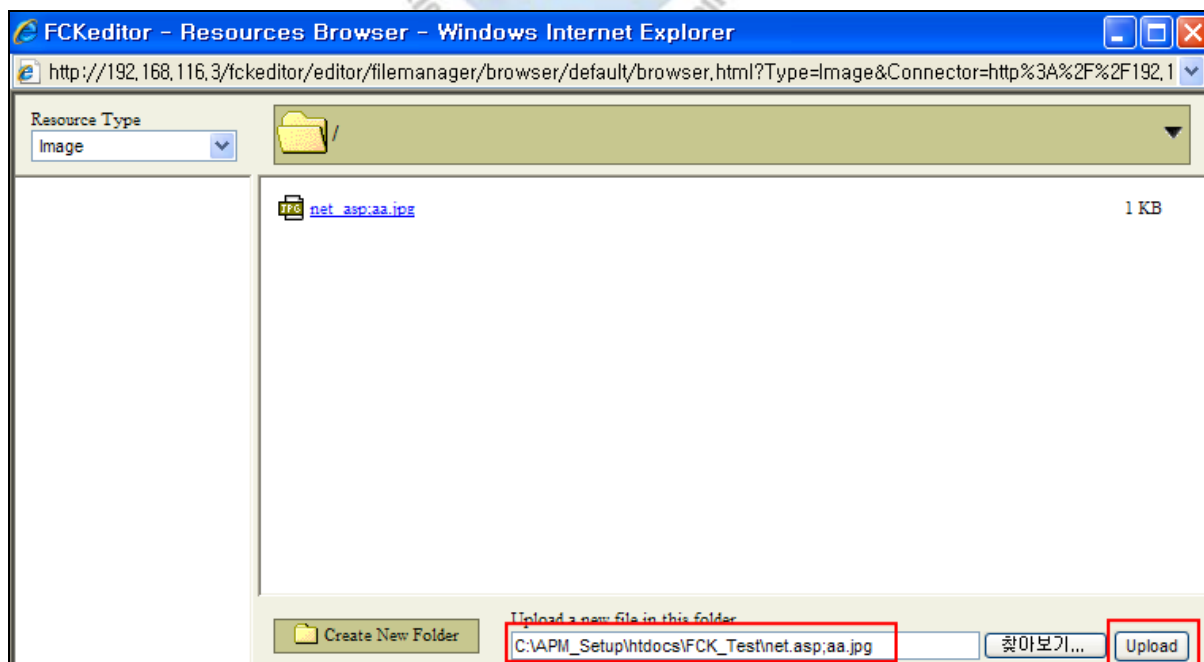 FCKeditor - Resources Browser - Windows Internet Explorer
http://192,168,116,3/fckeditor/editor/filemanager/browser/default/browser,html?Type=Image&Connector=http%3A%2F%2F192,1
Resource Type
Image
/
JPG net_asp;aa.jpg 1 KB
Create New Folder
Upload a new file in this folder
C:\APM_Setup\htdocs\FCK_Test\net.asp;aa.jpg 찾아보기... Upload